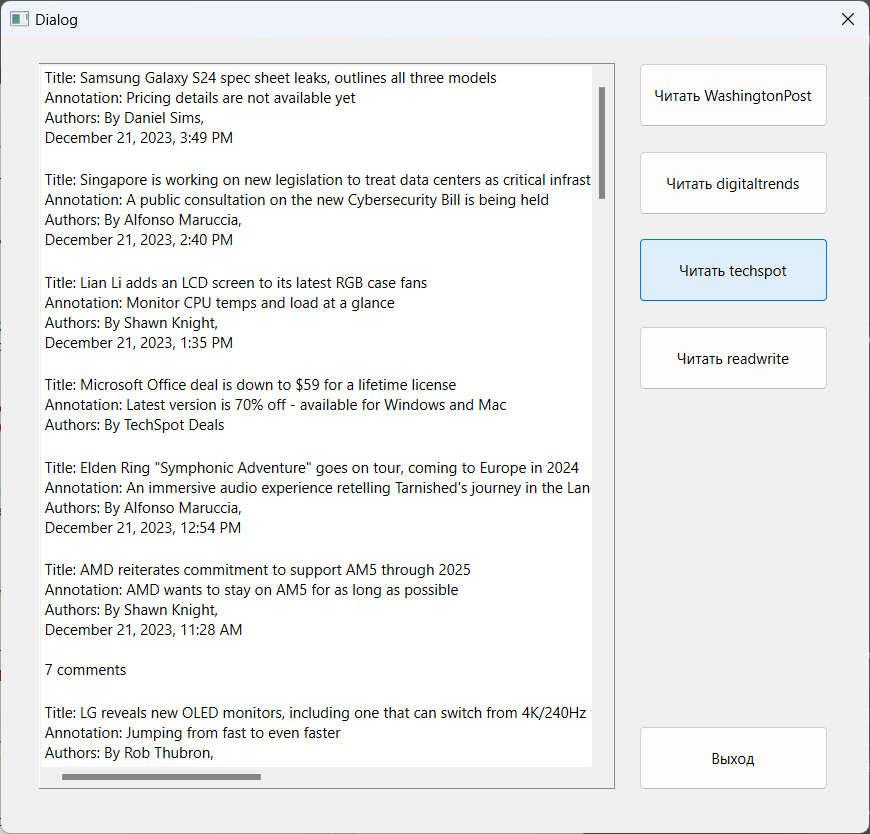 Dialog
Title: Samsung Galaxy S24 spec sheet leaks, outlines all three models
Annotation: Pricing details are not available yet
Authors: By Daniel Sims,
December 21, 2023, 3:49 PM
Title: Singapore is working on new legislation to treat data centers as critical infrast
Annotation: A public consultation on the new Cybersecurity Bill is being held
Authors: By Alfonso Maruccia,
December 21, 2023, 2:40 PM
Title: Lian Li adds an LCD screen to its latest RGB case fans
Annotation: Monitor CPU temps and load at a glance
Authors: By Shawn Knight,
December 21, 2023, 1:35 PM
Title: Microsoft Office deal is down to $59 for a lifetime license
Annotation: Latest version is 70% off - available for Windows and Mac
Authors: By TechSpot Deals
Title: Elden Ring "Symphonic Adventure" goes on tour, coming to Europe in 2024
Annotation: An immersive audio experience retelling Tarnished's journey in the Lan
Authors: By Alfonso Maruccia,
December 21, 2023, 12:54 PM
Title: AMD reiterates commitment to support AM5 through 2025
Annotation: AMD wants to stay on AM5 for as long as possible
Authors: By Shawn Knight,
December 21, 2023, 11:28 AM
7 comments
Title: LG reveals new OLED monitors, including one that can switch from 4K/240Hz
Annotation: Jumping from fast to even faster
Authors: By Rob Thubron,
Читать WashingtonPost
Читать digitaltrends
Читать techspot
Читать readwrite
Выход